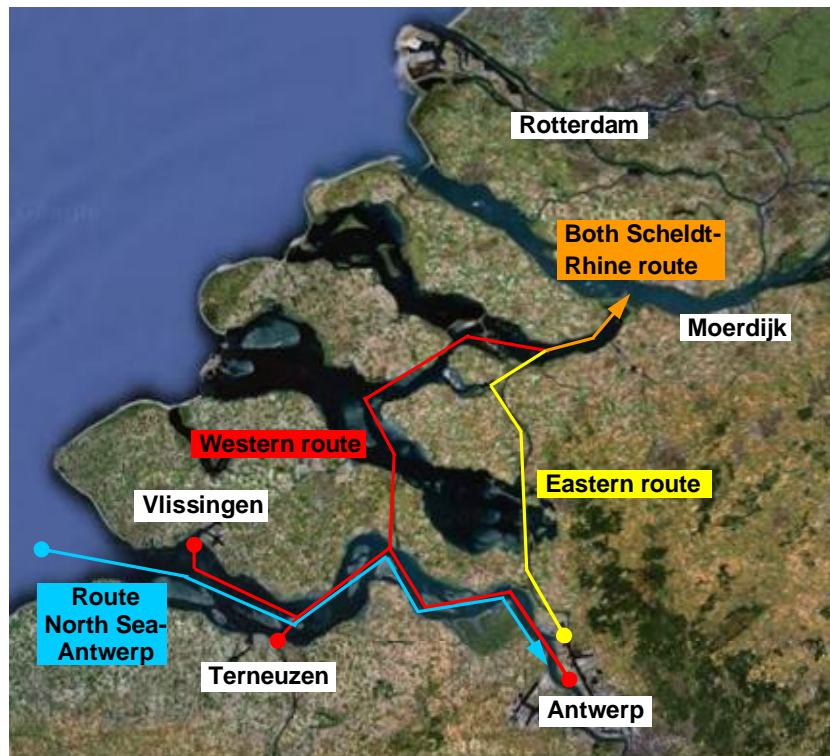 Rotterdam
Both Scheldt-
Rhine route
Moerdijk
Western route
Eastern route
Vlissingen
Route
North Sea-
Antwerp
Terneuzen
Antwerp